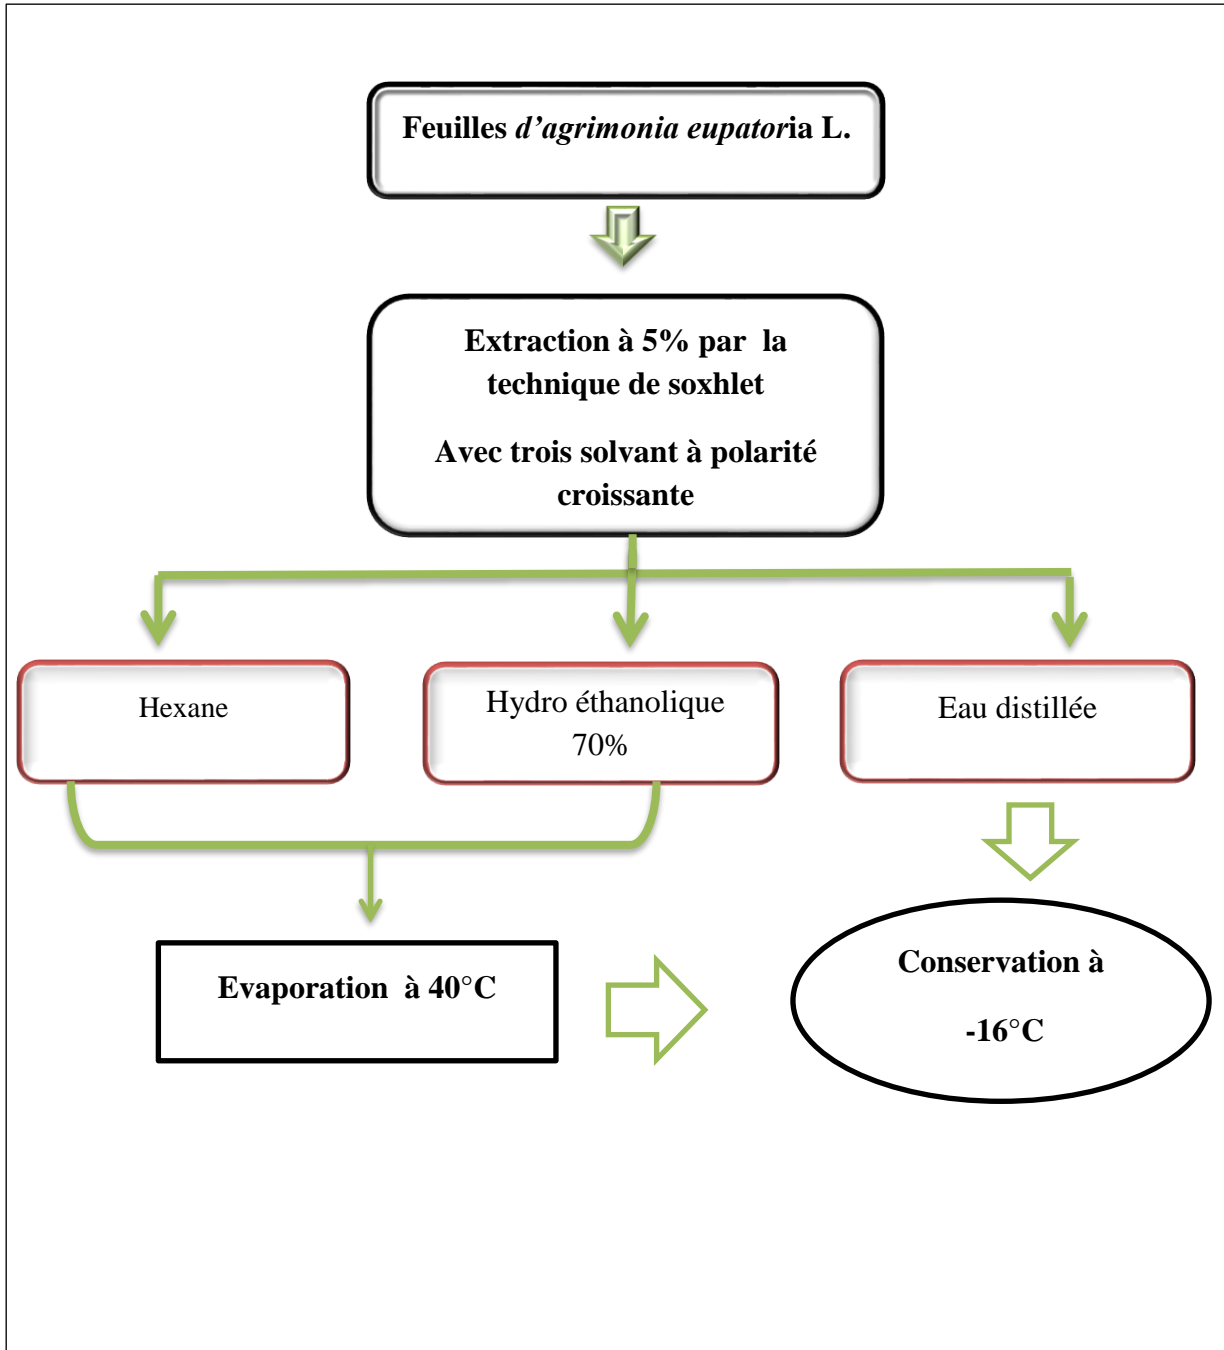 Feuilles d'agrimonia eupatoria L.
Extraction à 5% par la
technique de soxhlet
Avec trois solvant à polarité
croissante
Hexane
Hydro éthanolique
70%
Eau distillée
Evaporation à 40°C
Conservation à
-16°C